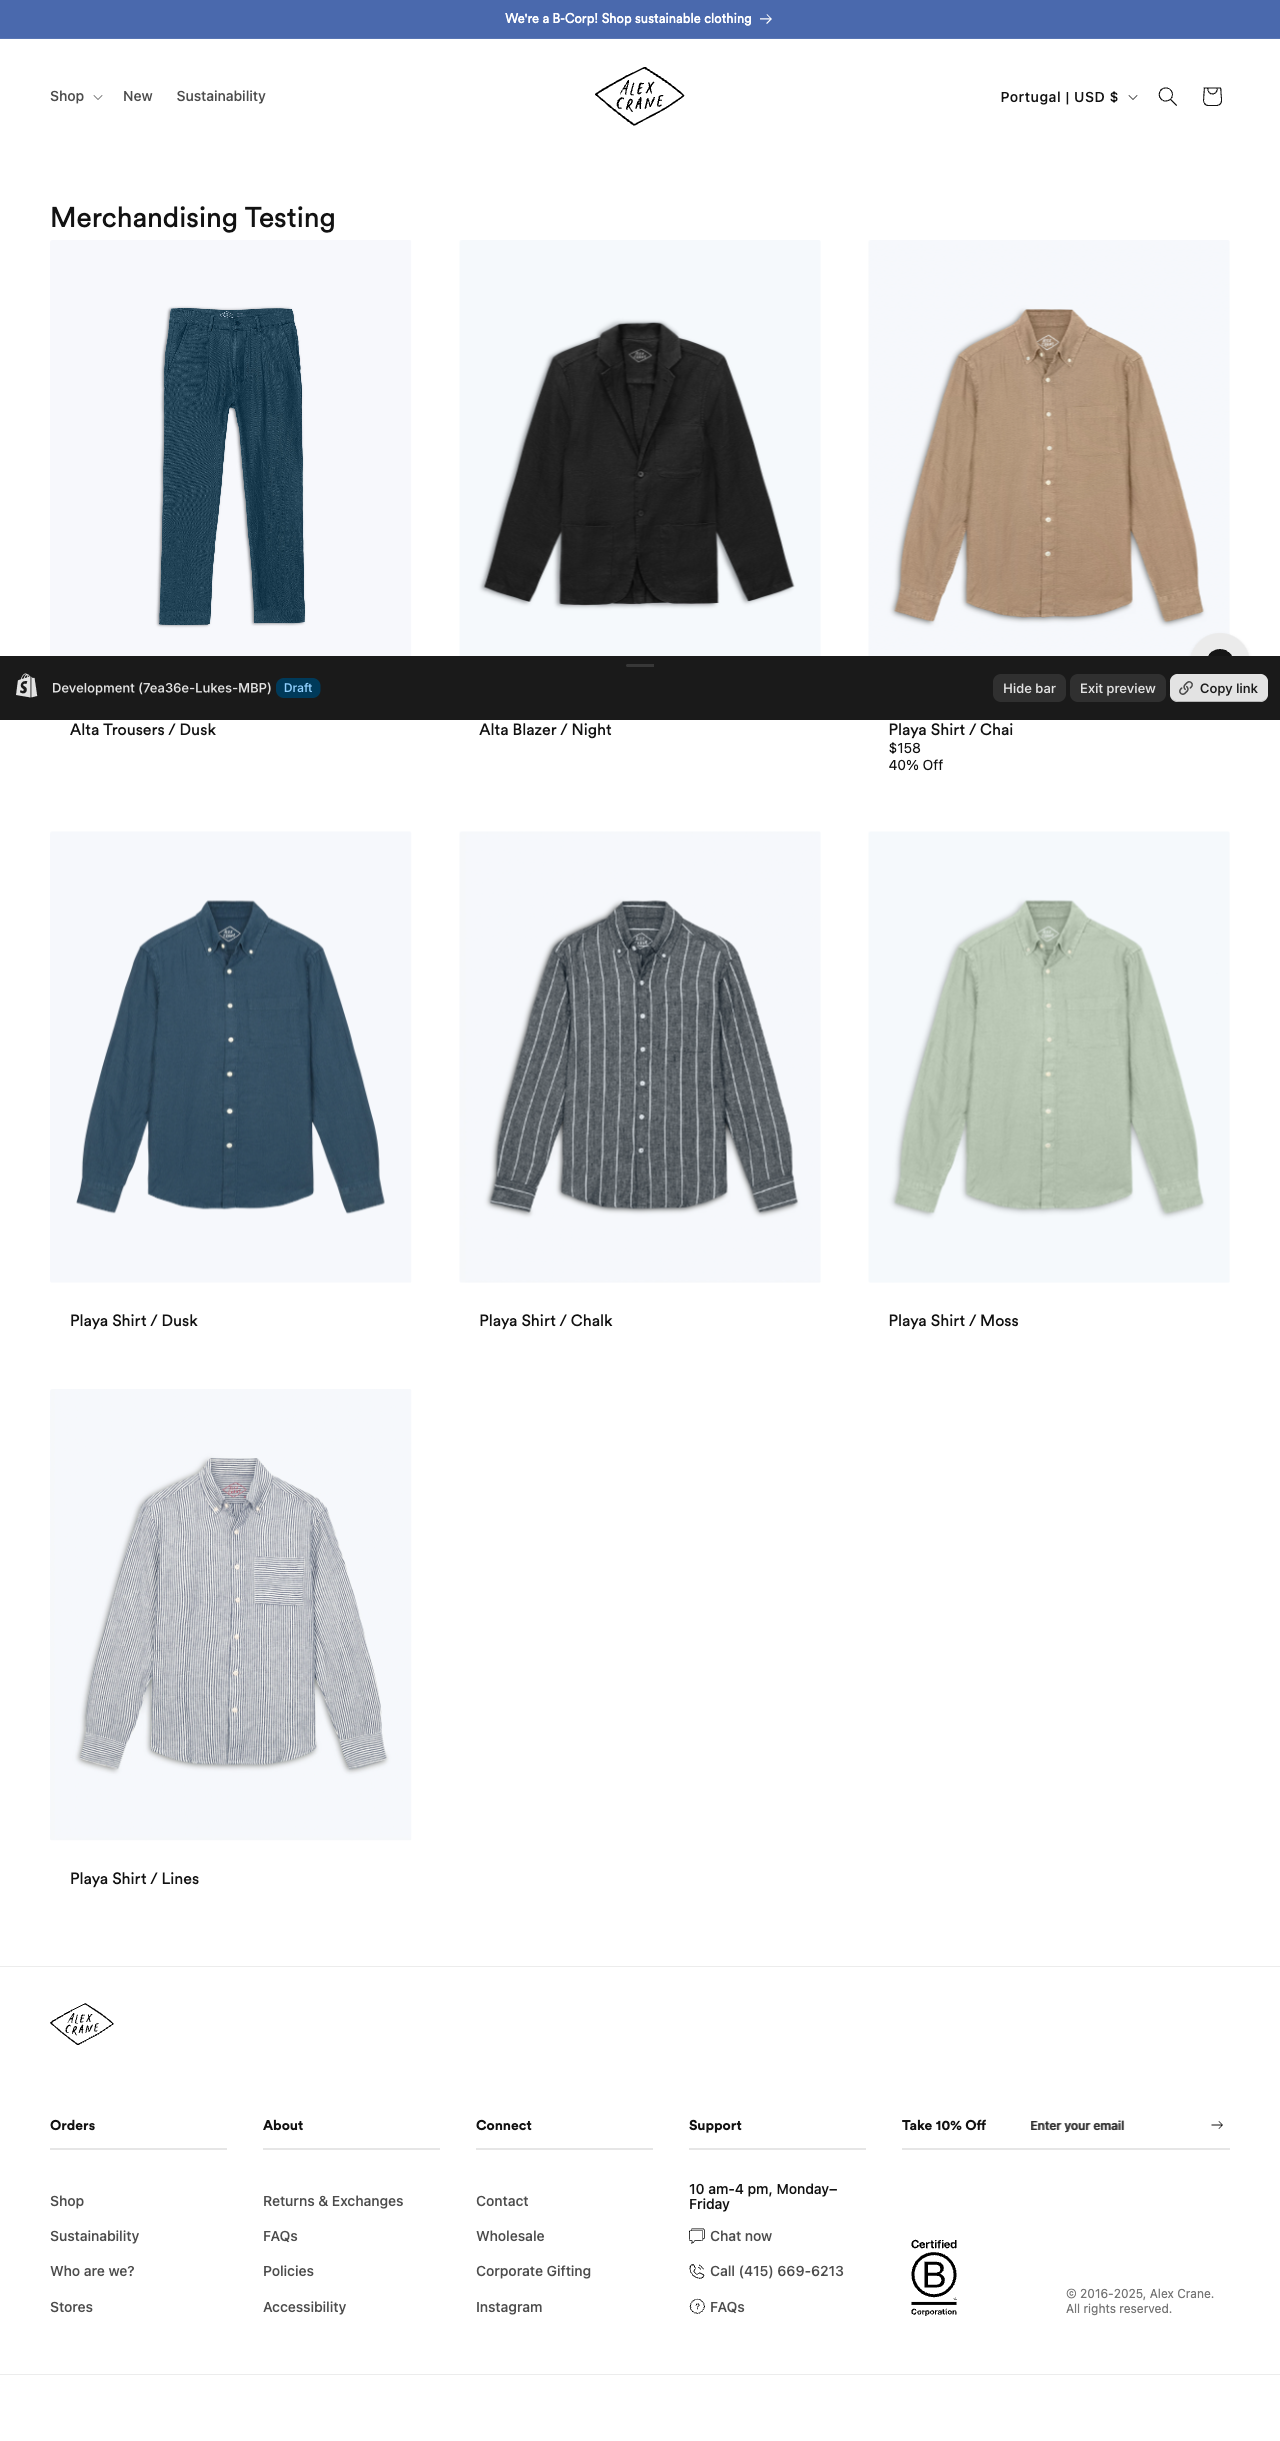 We're a B-Corp! Shop sustainable clothing →
Shop
New
Sustainability
ALEX
CRANE
Portugal | USD $
Merchandising Testing
Development (7ea36e-Lukes-MBP)
Draft
Hide bar
Exit preview
Copy link
Alta Trousers / Dusk
Alta Blazer / Night
Playa Shirt / Chai
$158
40% Off
Playa Shirt / Dusk
Playa Shirt / Chalk
Playa Shirt / Moss
Playa Shirt / Lines
ALEX
CRANE
Orders
Shop
Sustainability
Who are we?
Stores
About
Returns & Exchanges
FAQs
Policies
Accessibility
Connect
Contact
Wholesale
Corporate Gifting
Instagram
Support
10 am-4 pm, Monday–
Friday
Chat now
Call (415) 669-6213
FAQs
Take 10% Off
Enter your email
Certified
B
Corporation
© 2016-2025, Alex Crane.
All rights reserved.